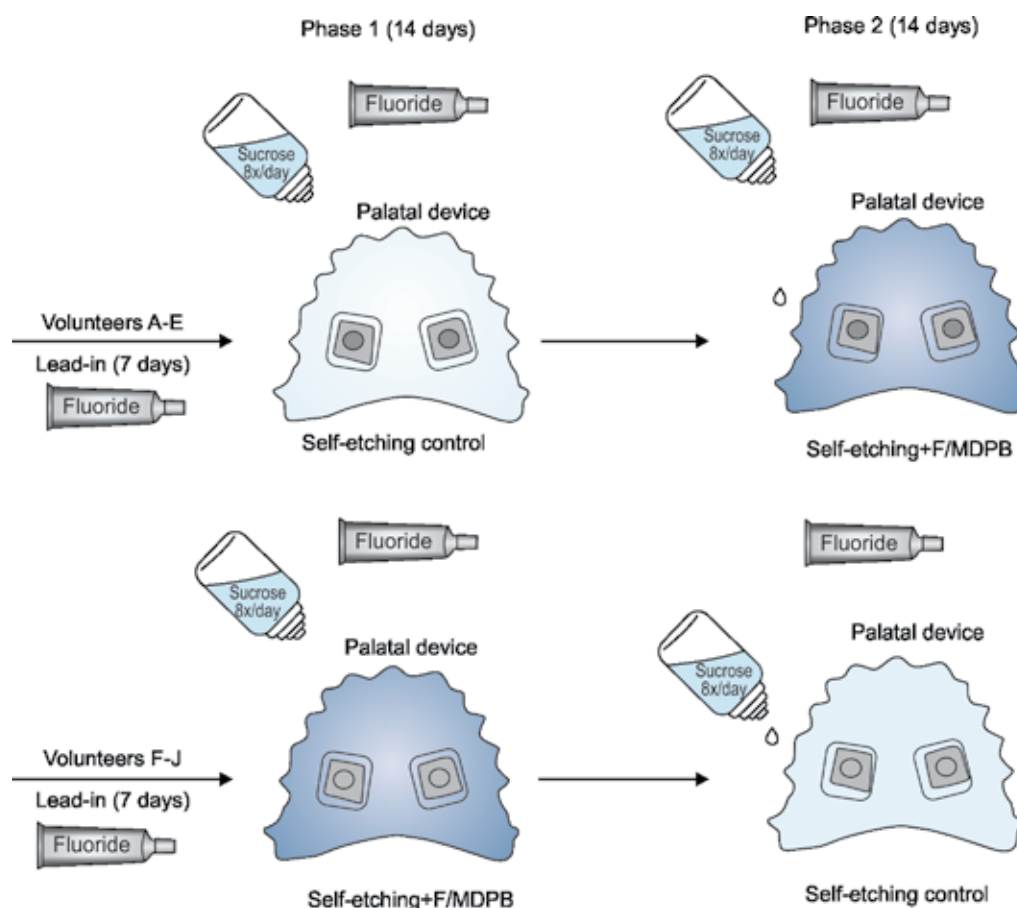 Phase 1 (14 days)
Phase 2 (14 days)
Fluoride
Fluoride
Sucrose
8x/day
Sucrose
8x/day
Palatal device
Palatal device
Volunteers A-E
Lead-in (7 days)
Fluoride
Self-etching control
Self-etching+F/MDPB
Fluoride
Fluoride
Sucrose
8x/day
Palatal device
Palatal device
Sucrose
8x/day
Volunteers F-J
Lead-in (7 days)
Fluoride
Self-etching+F/MDPB
Self-etching control